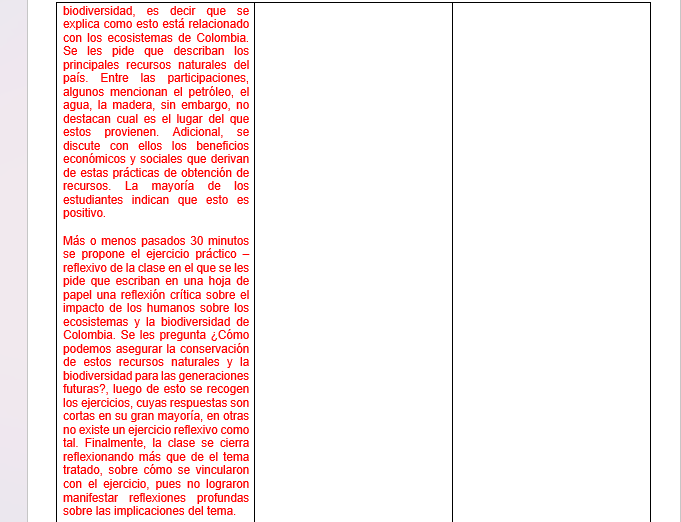 biodiversidad, es decir que se
explica como esto está relacionado
con los ecosistemas de Colombia.
Se les pide que describan los
principales recursos naturales del
país. Entre las participaciones,
algunos mencionan el petróleo, el
agua, la madera, sin embargo, no
destacan cual es el lugar del que
estos provienen. Adicional, se
discute con ellos los beneficios
económicos y sociales que derivan
de estas prácticas de obtención de
recursos. La mayoría de los
estudiantes indican que esto es
positivo.
Más o menos pasados 30 minutos
se propone el ejercicio práctico –
reflexivo de la clase en el que se les
pide que escriban en una hoja de
papel una reflexión crítica sobre el
impacto de los humanos sobre los
ecosistemas y la biodiversidad de
Colombia. Se les pregunta ¿Cómo
podemos asegurar la conservación
de estos recursos naturales y la
biodiversidad para las generaciones
futuras?, luego de esto se recogen
los ejercicios, cuyas respuestas son
cortas en su gran mayoría, en otras
no existe un ejercicio reflexivo como
tal. Finalmente, la clase se cierra
reflexionando más que de el tema
tratado, sobre cómo se vincularon
con el ejercicio, pues no lograron
manifestar reflexiones profundas
sobre las implicaciones del tema.